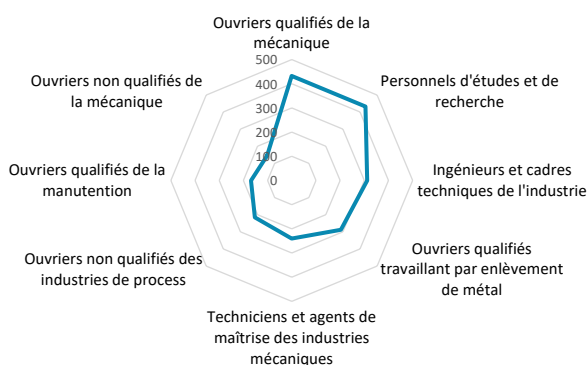 Ouvriers qualifiés de la
mécanique
Personnels d'études et de
recherche
Ingénieurs et cadres
techniques de l'industrie
Ouvriers qualifiés
travaillant par enlèvement
de métal
Techniciens et agents de
maîtrise des industries
mécaniques
Ouvriers non qualifiés des
industries de process
Ouvriers qualifiés de la
manutention
Ouvriers non qualifiés de
la mécanique
500
400
300
200
100
0